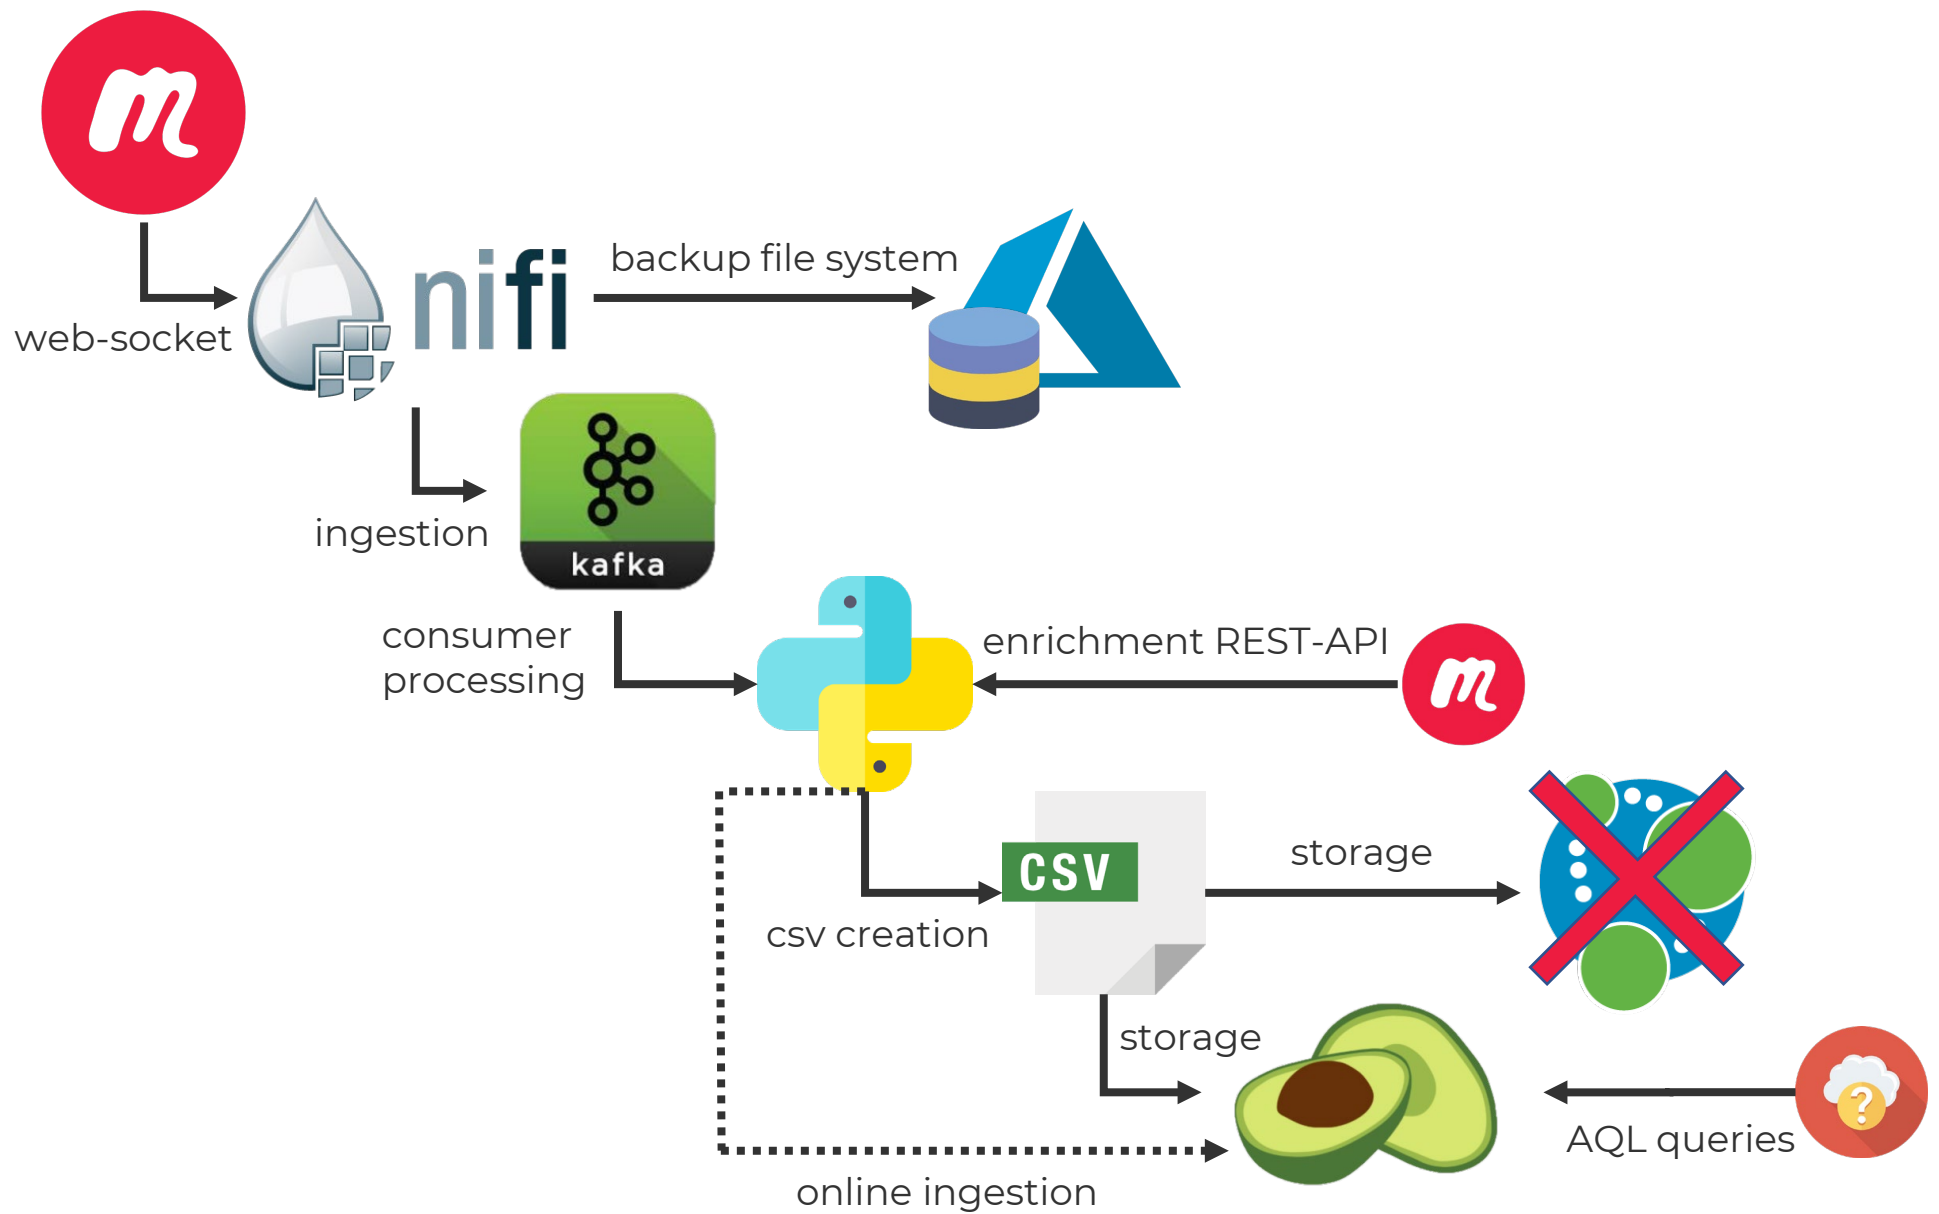 m
web-socket
nifi
backup file system
ingestion
kafka
consumer
processing
enrichment REST-API
m
CSV
storage
csv creation
storage
?
AQL queries
online ingestion